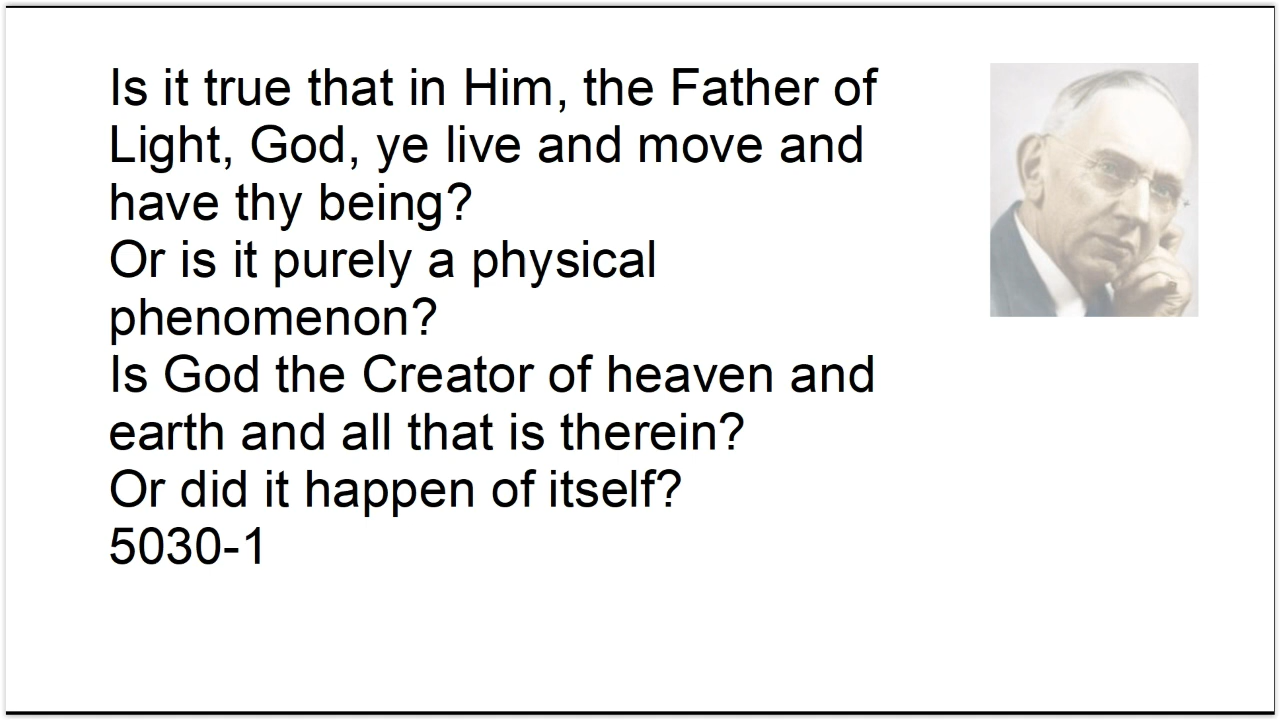 Is it true that in Him, the Father of
Light, God, ye live and move and
have thy being?
Or is it purely a physical
phenomenon?
Is God the Creator of heaven and
earth and all that is therein?
Or did it happen of itself?
5030-1